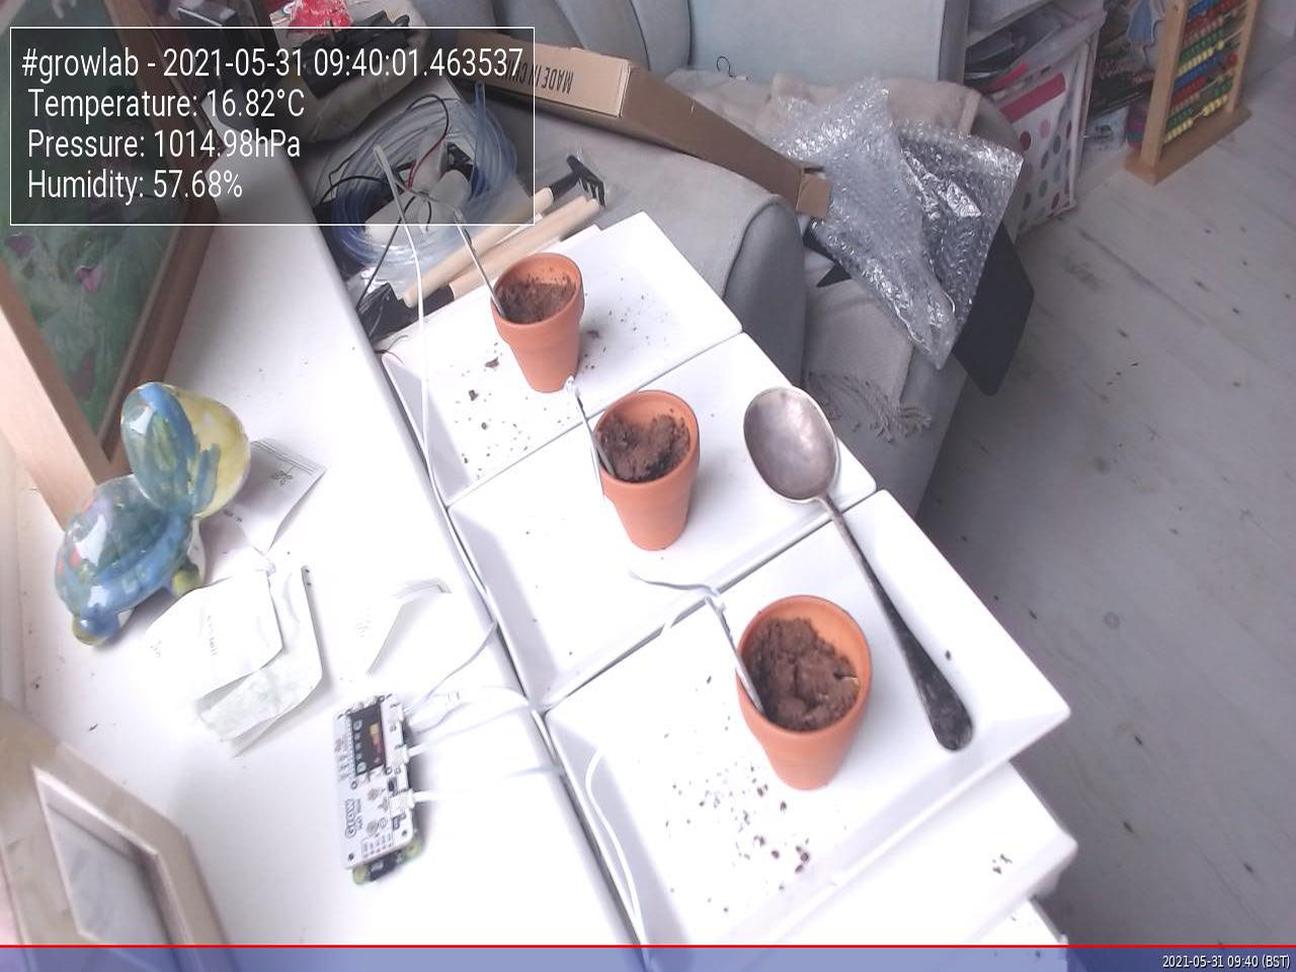 #growlab - 2021-05-31 09:40:01.463537
Temperature: 16.82°C
Pressure: 1014.98hPa
Humidity: 57.68%
MADE IN
2021-05-31 09:40 (BST)